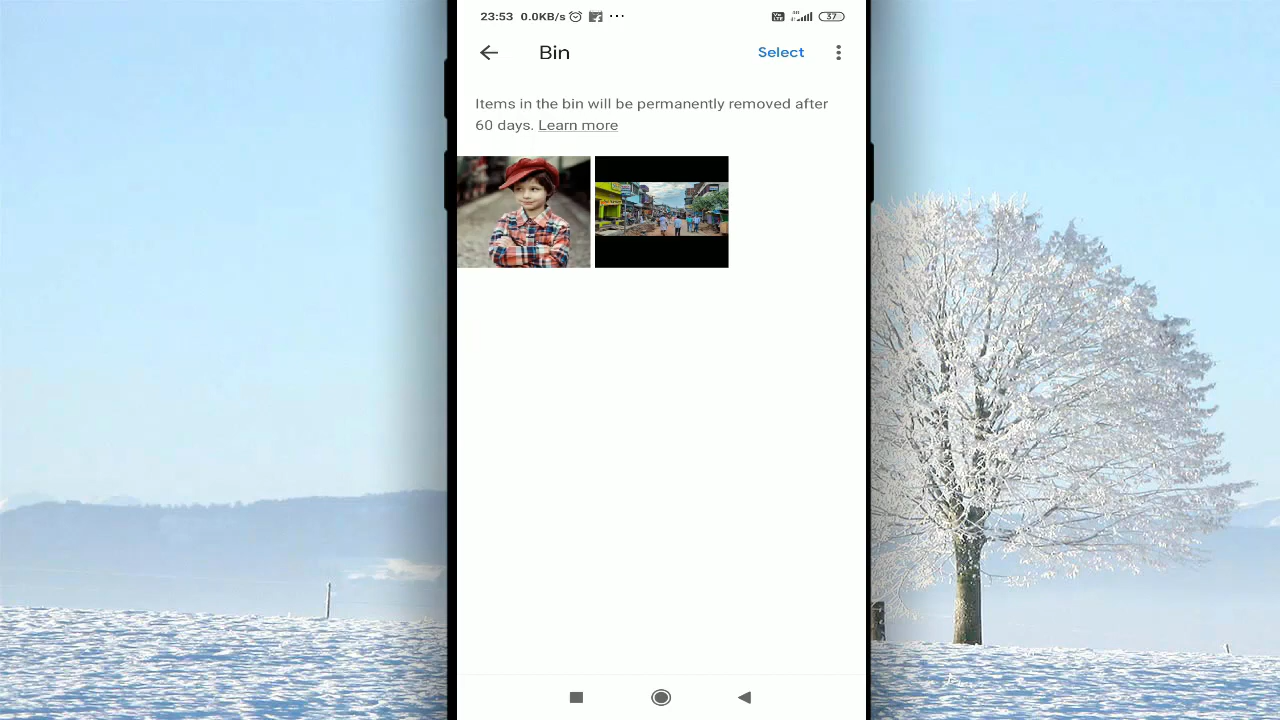 23:53 0.0KB/s
37
Bin
Select
Items in the bin will be permanently removed after
60 days. Learn more